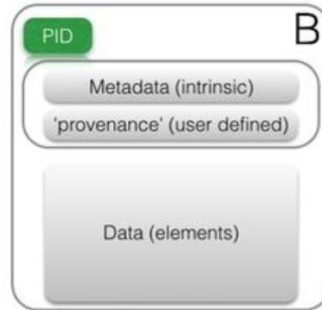 PID
B
Metadata (intrinsic)
'provenance' (user defined)
Data (elements)